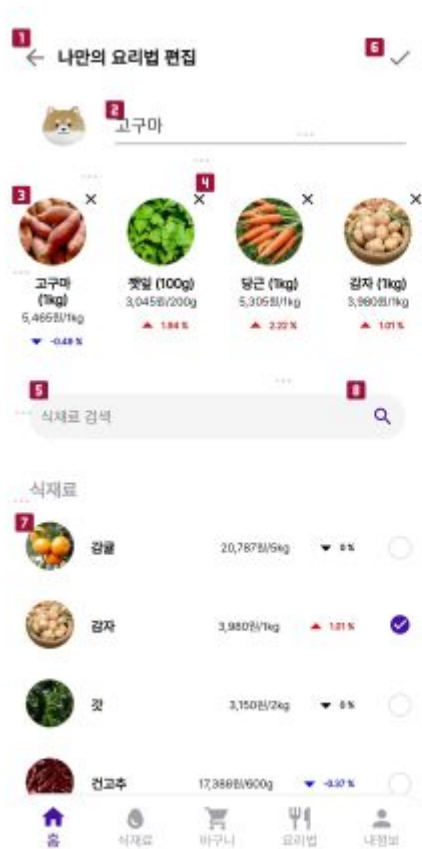 1
6
← 나만의 요리법 편집
2
고구마
3
4
고구마
(1kg)
5,465원/1kg
▼ -0.49 %
깻잎 (100g)
3,045원/200g
▲ 1.84 %
당근 (1kg)
5,305원/1kg
▲ 2.22 %
감자 (1kg)
3,980원/1kg
▲ 1.01 %
5
8
식재료 검색
식재료
7
감귤 20,787원/5kg ▼ 0 %
감자 3,980원/1kg ▲ 1.01 %
갓 3,150원/2kg ▼ 0 %
건고추 17,388원/600g ▼ -0.37 %
홈 식재료 바구니 요리법 내정보